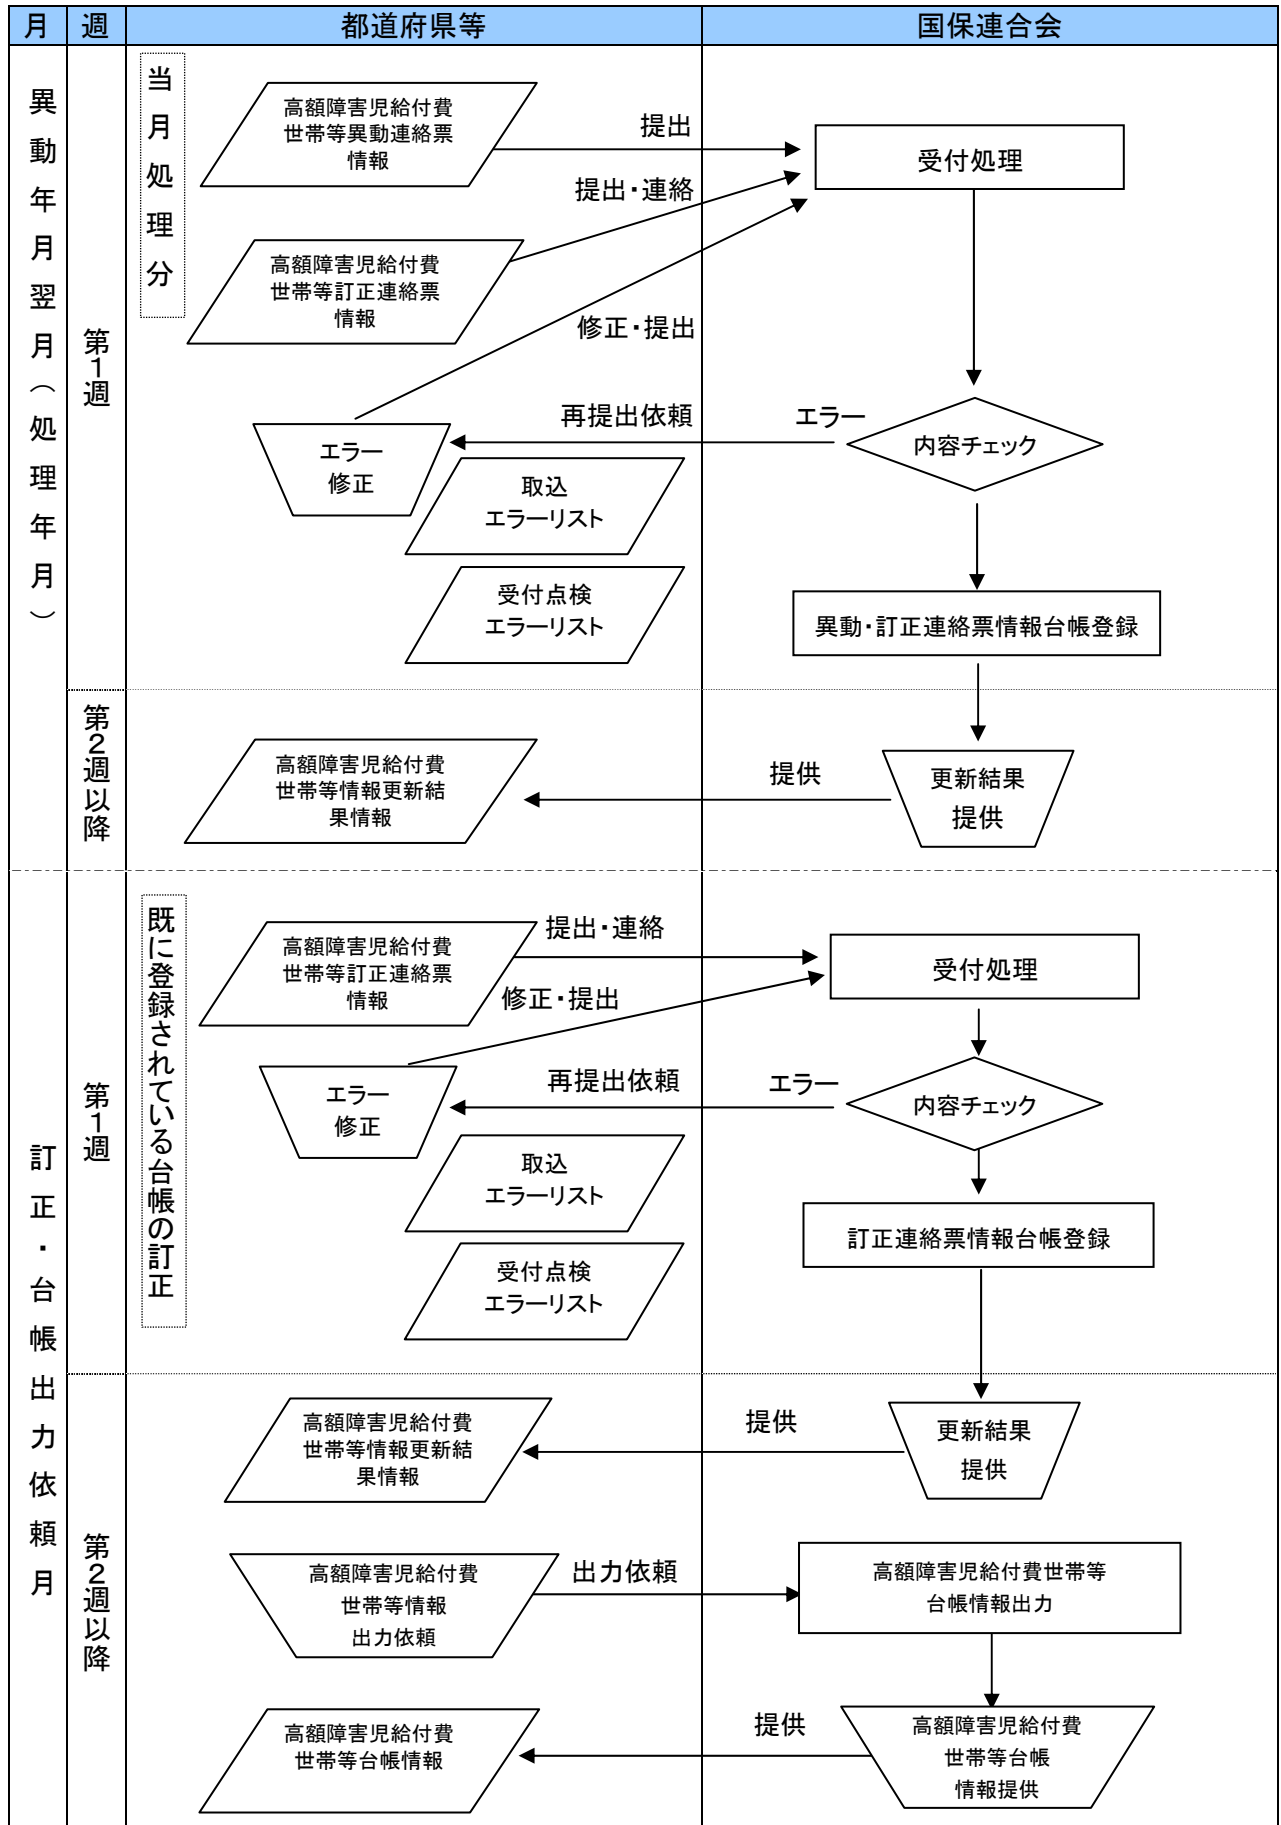 月
週
都道府県等
国保連合会
異動年月翌月（処理年月）
第1週
当月処理分
高額障害児給付費
世帯等異動連絡票
情報
提出
受付処理
提出・連絡
高額障害児給付費
世帯等訂正連絡票
情報
修正・提出
再提出依頼
エラー
内容チェック
エラー
修正
取込
エラーリスト
受付点検
エラーリスト
異動・訂正連絡票情報台帳登録
第2週以降
高額障害児給付費
世帯等情報更新結
果情報
提供
更新結果
提供
訂正・台帳出力依頼月
第1週
既に登録されている台帳の訂正
高額障害児給付費
世帯等訂正連絡票
情報
提出・連絡
受付処理
修正・提出
エラー
修正
再提出依頼
エラー
内容チェック
取込
エラーリスト
受付点検
エラーリスト
訂正連絡票情報台帳登録
第2週以降
高額障害児給付費
世帯等情報更新結
果情報
提供
更新結果
提供
高額障害児給付費
世帯等情報
出力依頼
出力依頼
高額障害児給付費世帯等
台帳情報出力
高額障害児給付費
世帯等台帳情報
提供
高額障害児給付費
世帯等台帳
情報提供